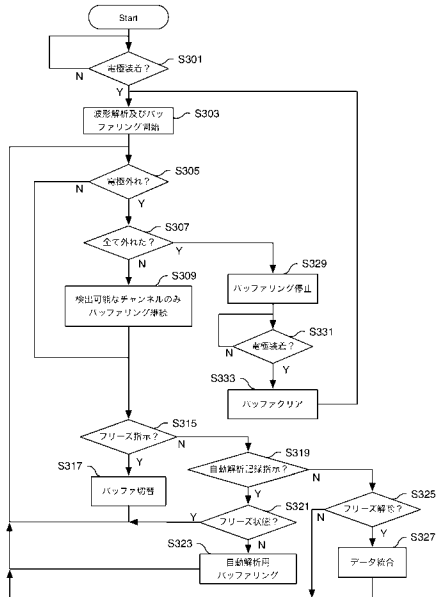 Start
S301
電極装着？
N
Y
波形解析及びバッ
ファリング開始
S303
S305
電極外れ？
N
Y
S307
全て外れた？
Y
N
S309
検出可能なチャンネルのみ
バッファリング継続
S329
バッファリング停止
S331
電極装着？
N
Y
S333
バッファクリア
S315
フリーズ指示？
N
Y
S317
バッファ切替
S319
自動解析記録指示？
N
Y
S321
フリーズ状態？
Y
N
S323
自動解析用
バッファリング
S325
フリーズ解除？
N
Y
S327
データ統合